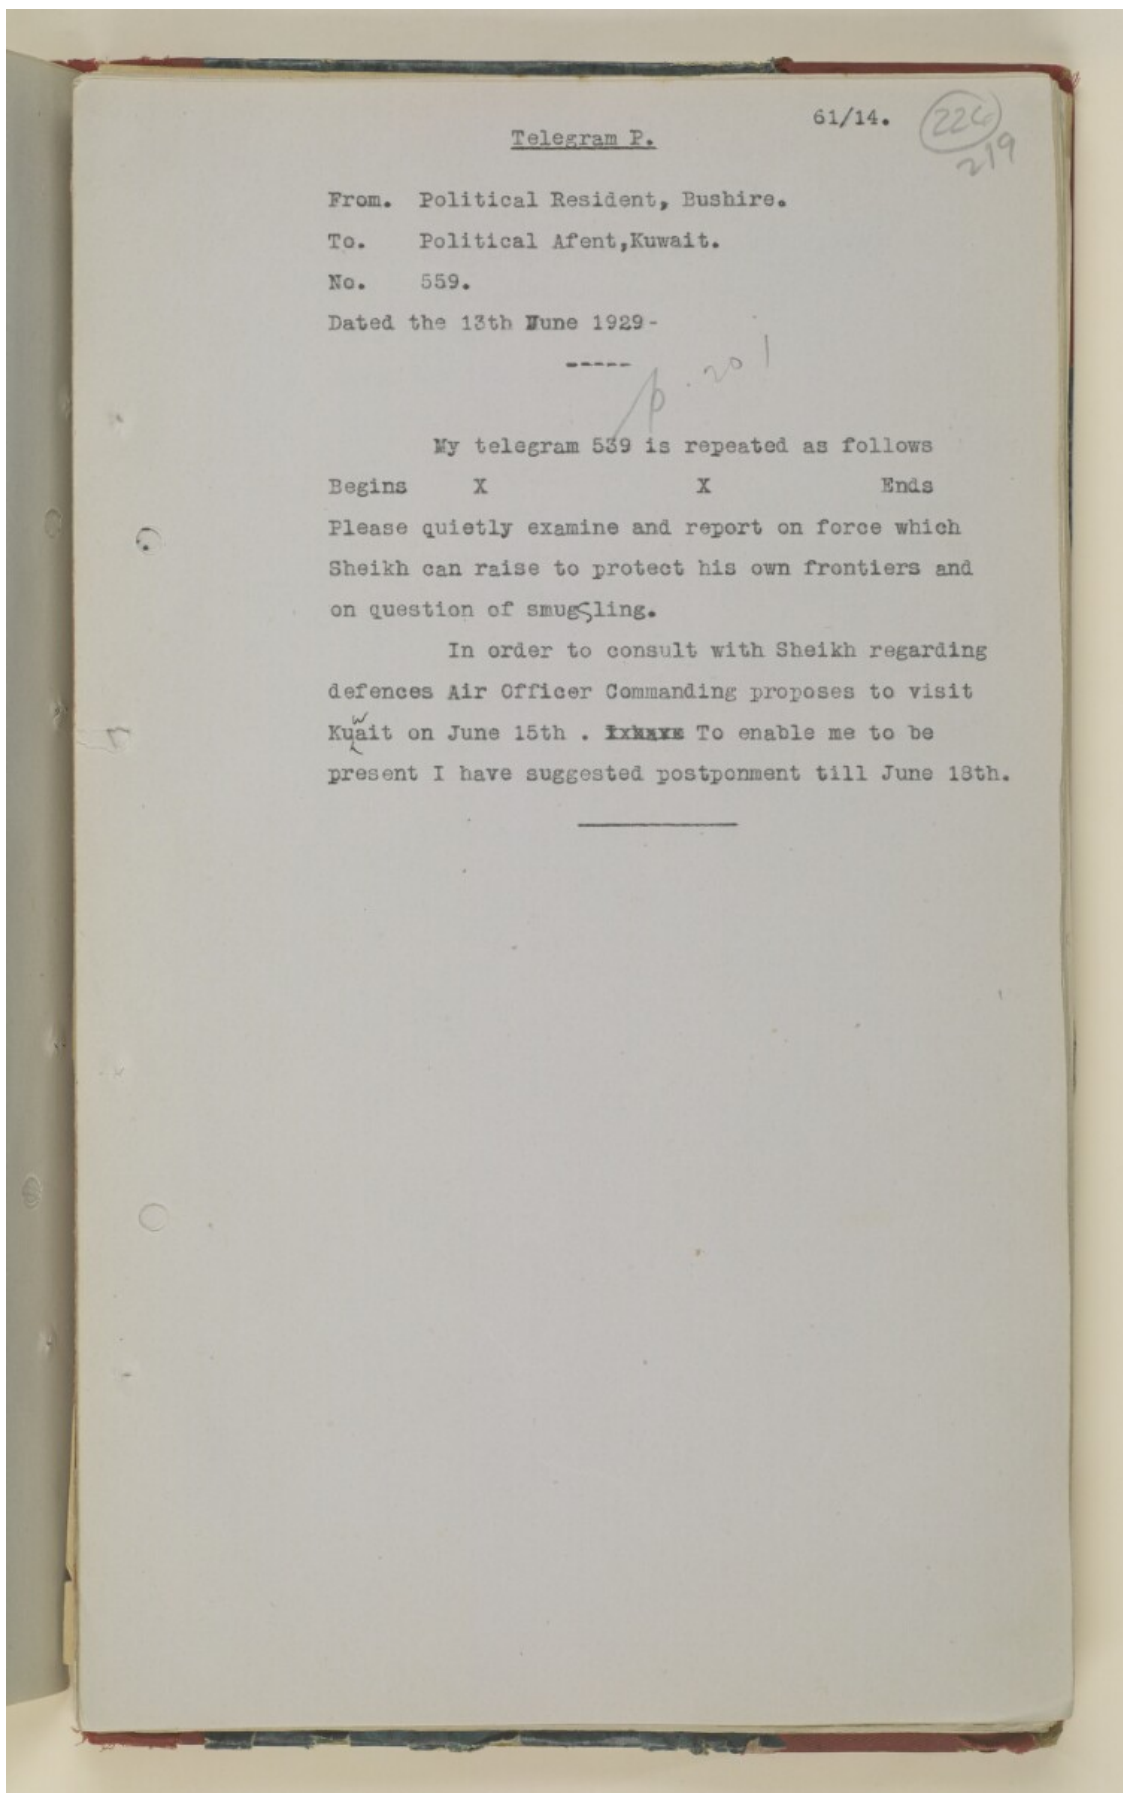 61/14.
224
219
Telegram P.
From. Political Resident, Bushire.
To. Political Afent,Kuwait.
No. 559.
Dated the 13th June 1929-
-----
p. 201
My telegram 539 is repeated as follows
Begins X X Ends
Please quietly examine and report on force which
Sheikh can raise to protect his own frontiers and
on question of smuggling.
In order to consult with Sheikh regarding
defences Air Officer Commanding proposes to visit
Kuwait on June 15th . To enable me to be
present I have suggested postponment till June 18th.